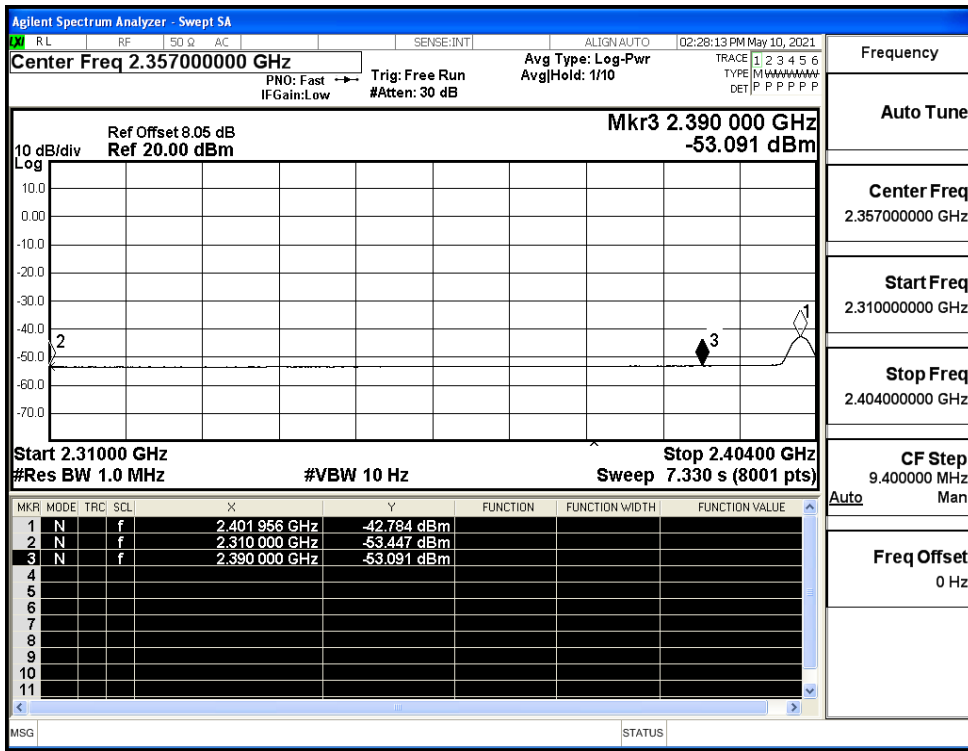 Agilent Spectrum Analyzer - Swept SA
LXI RL RF 50 Ω AC SENSE:INT ALIGNAUTO 02:28:13 PM May 10, 2021
Center Freq 2.357000000 GHz Avg Type: Log-Pwr TRACE 1 2 3 4 5 6
PNO: Fast Trig: Free Run Avg|Hold: 1/10 TYPE M WWWWW
IFGain:Low #Atten: 30 dB DET P P P P P P
Mkr3 2.390 000 GHz
Ref Offset 8.05 dB
10 dB/div Ref 20.00 dBm -53.091 dBm
Log
10.0
0.00
-10.0
-20.0
-30.0
-40.0
-50.0
-60.0
-70.0
1
2
3
Start 2.31000 GHz Stop 2.40400 GHz
#Res BW 1.0 MHz #VBW 10 Hz Sweep 7.330 s (8001 pts)
MKR MODE TRC SCL X Y FUNCTION FUNCTION WIDTH FUNCTION VALUE
1 N f 2.401 956 GHz -42.784 dBm
2 N f 2.310 000 GHz -53.447 dBm
3 N f 2.390 000 GHz -53.091 dBm
4
5
6
7
8
9
10
11
MSG STATUS
Frequency
Auto Tune
Center Freq
2.357000000 GHz
Start Freq
2.310000000 GHz
Stop Freq
2.404000000 GHz
CF Step
9.400000 MHz
Auto Man
Freq Offset
0 Hz